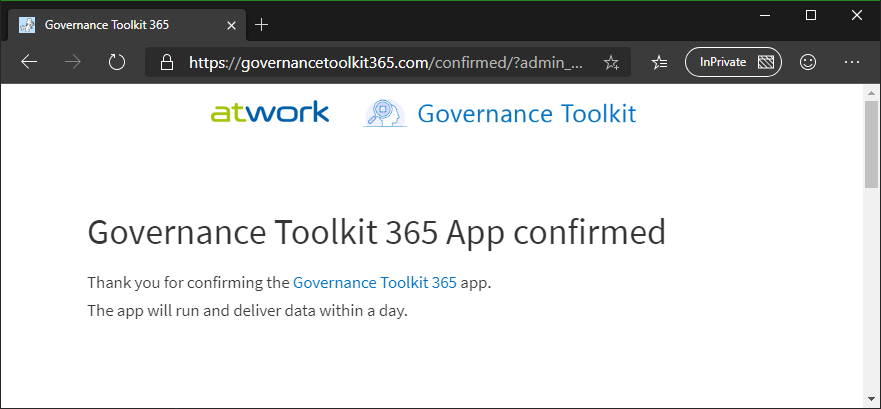 Governance Toolkit 365
https://governancetoolkit365.com/confirmed/?admin_...
InPrivate
atwork
Governance Toolkit
Governance Toolkit 365 App confirmed
Thank you for confirming the Governance Toolkit 365 app.
The app will run and deliver data within a day.